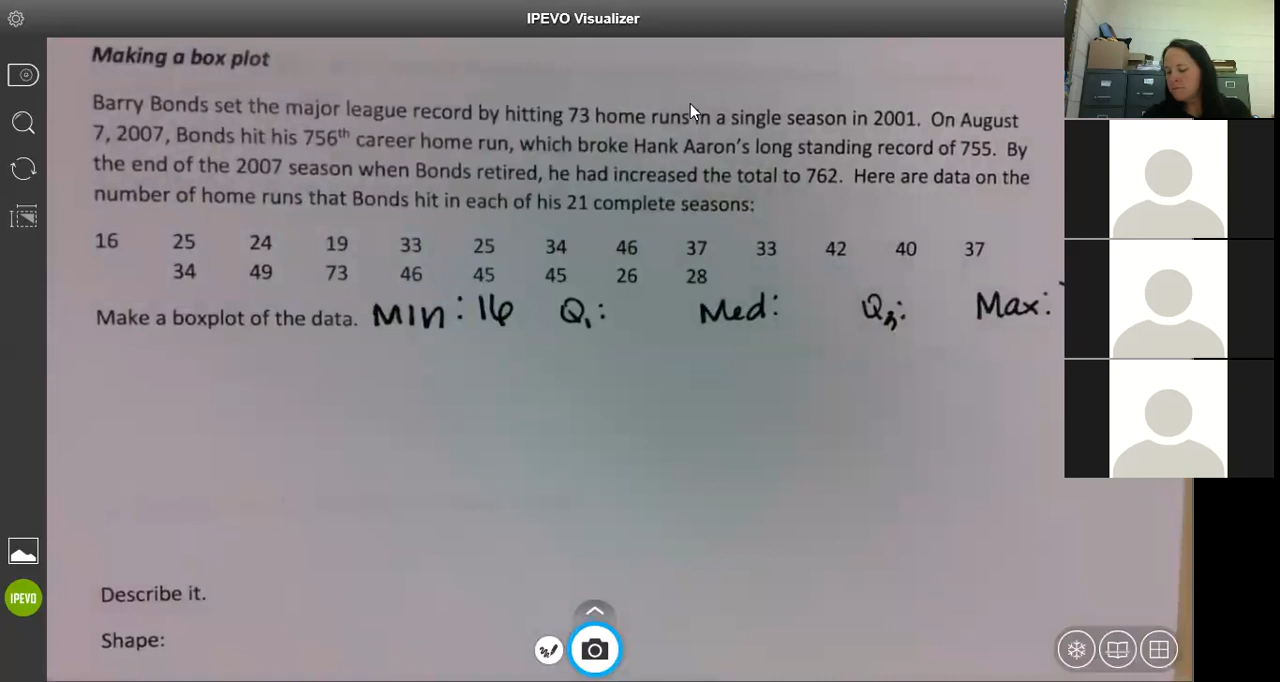 IPEVO Visualizer
Making a box plot
Barry Bonds set the major league record by hitting 73 home runs in a single season in 2001. On August
7, 2007, Bonds hit his 756th career home run, which broke Hank Aaron's long standing record of 755. By
the end of the 2007 season when Bonds retired, he had increased the total to 762. Here are data on the
number of home runs that Bonds hit in each of his 21 complete seasons:
16 25 24 19 33 25 34 46 37 33 42 40 37
34 49 73 46 45 45 26 28
Make a boxplot of the data. Min: 16 Q1: Med: Q3: Max:
Describe it.
Shape:
IPEVO